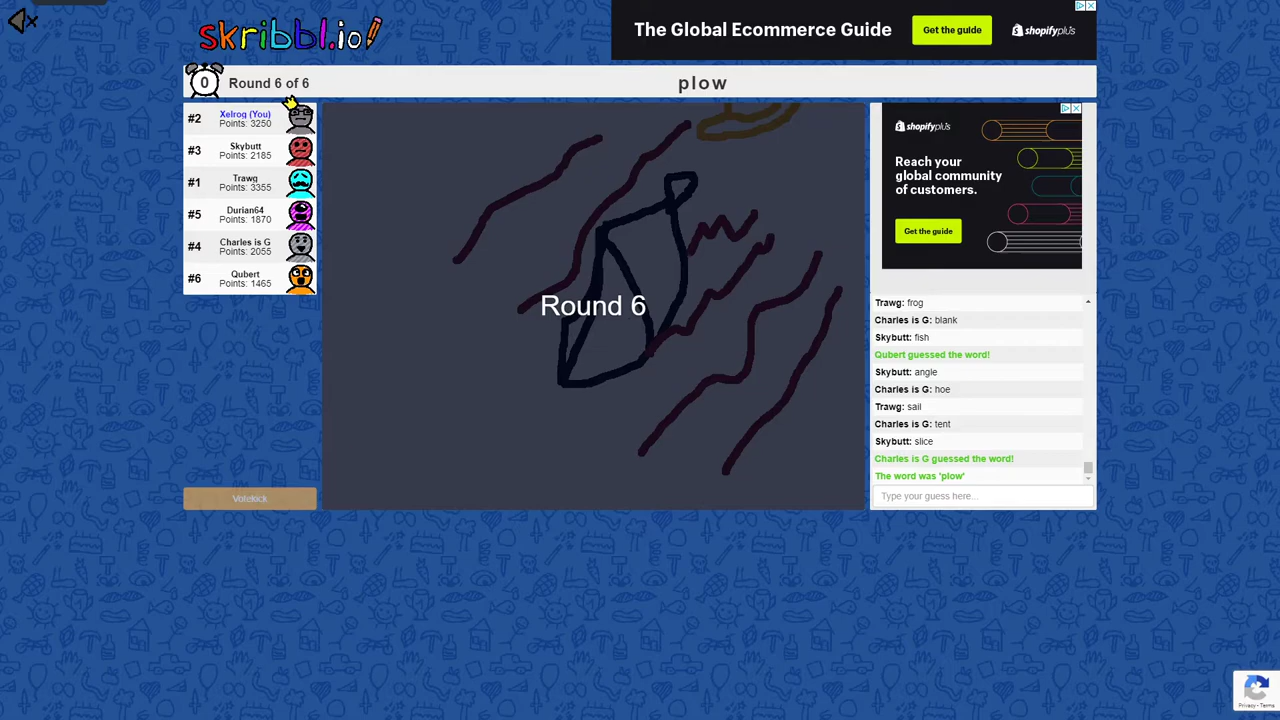 skribbl.io!
The Global Ecommerce Guide
Get the guide
shopifyplus
0
Round 6 of 6
plow
#2
Xelrog (You)
Points: 3250
#3
Skybutt
Points: 2185
#1
Trawg
Points: 3355
#5
Durian64
Points: 1870
#4
Charles is G
Points: 2055
#6
Qubert
Points: 1465
Votekick
Round 6
shopifyplus
Reach your
global community
of customers.
Get the guide
Trawg: frog
Charles is G: blank
Skybutt: fish
Qubert guessed the word!
Skybutt: angle
Charles is G: hoe
Trawg: sail
Charles is G: tent
Skybutt: slice
Charles is G guessed the word!
The word was 'plow'
Type your guess here...
Privacy - Terms